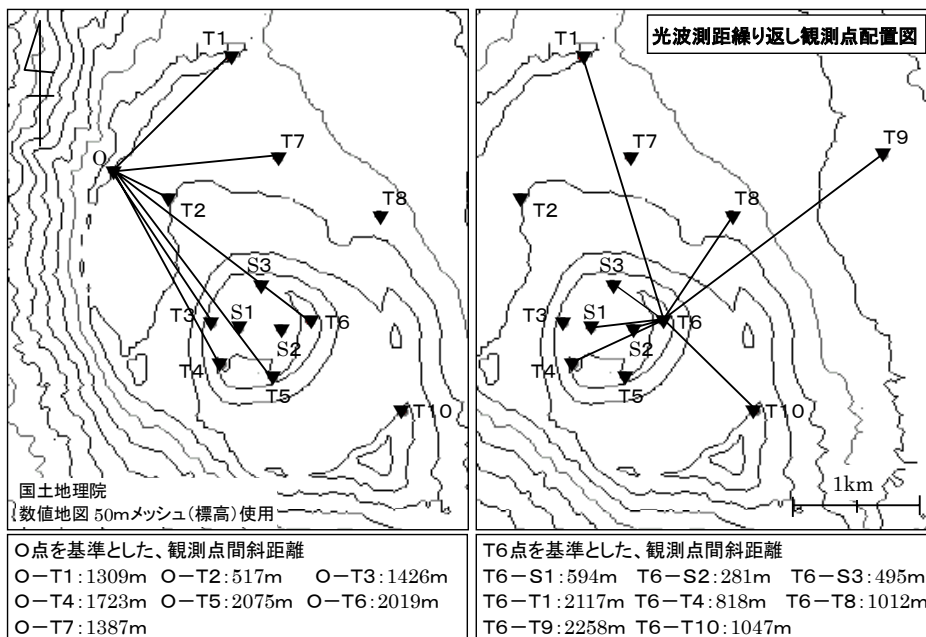 T1
O
T7
T2
T8
S3
T3
S1
T6
S2
T4
T5
T10
国土地理院
数値地図 50mメッシュ(標高)使用
光波測距繰り返し観測点配置図
T1
T7
T9
T2
T8
S3
T3
S1
T6
S2
T4
T5
T10
1km
O点を基準とした、観測点間斜距離
O-T1:1309m O-T2:517m O-T3:1426m
O-T4:1723m O-T5:2075m O-T6:2019m
O-T7:1387m
T6点を基準とした、観測点間斜距離
T6-S1:594m T6-S2:281m T6-S3:495m
T6-T1:2117m T6-T4:818m T6-T8:1012m
T6-T9:2258m T6-T10:1047m